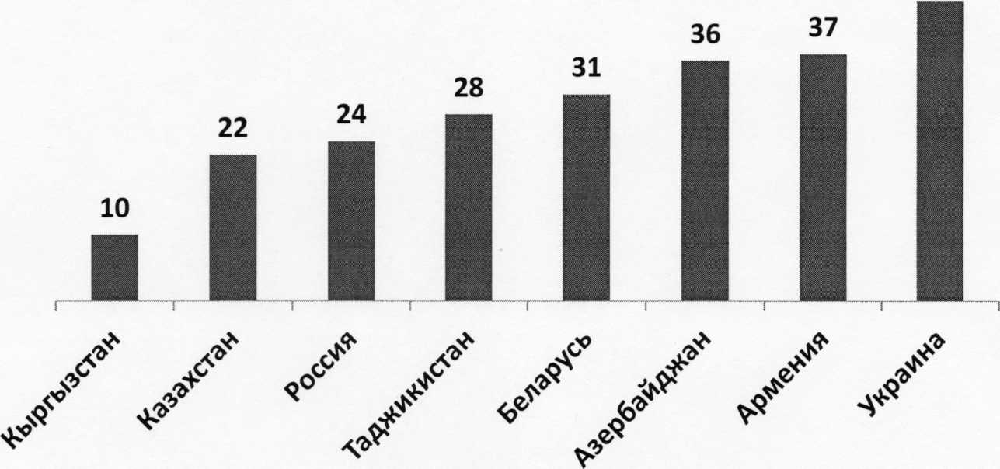 10
22
24
28
31
36
37
Кыргызстан
Казахстан
Россия
Таджикистан
Беларусь
Азербайджан
Армения
Украина